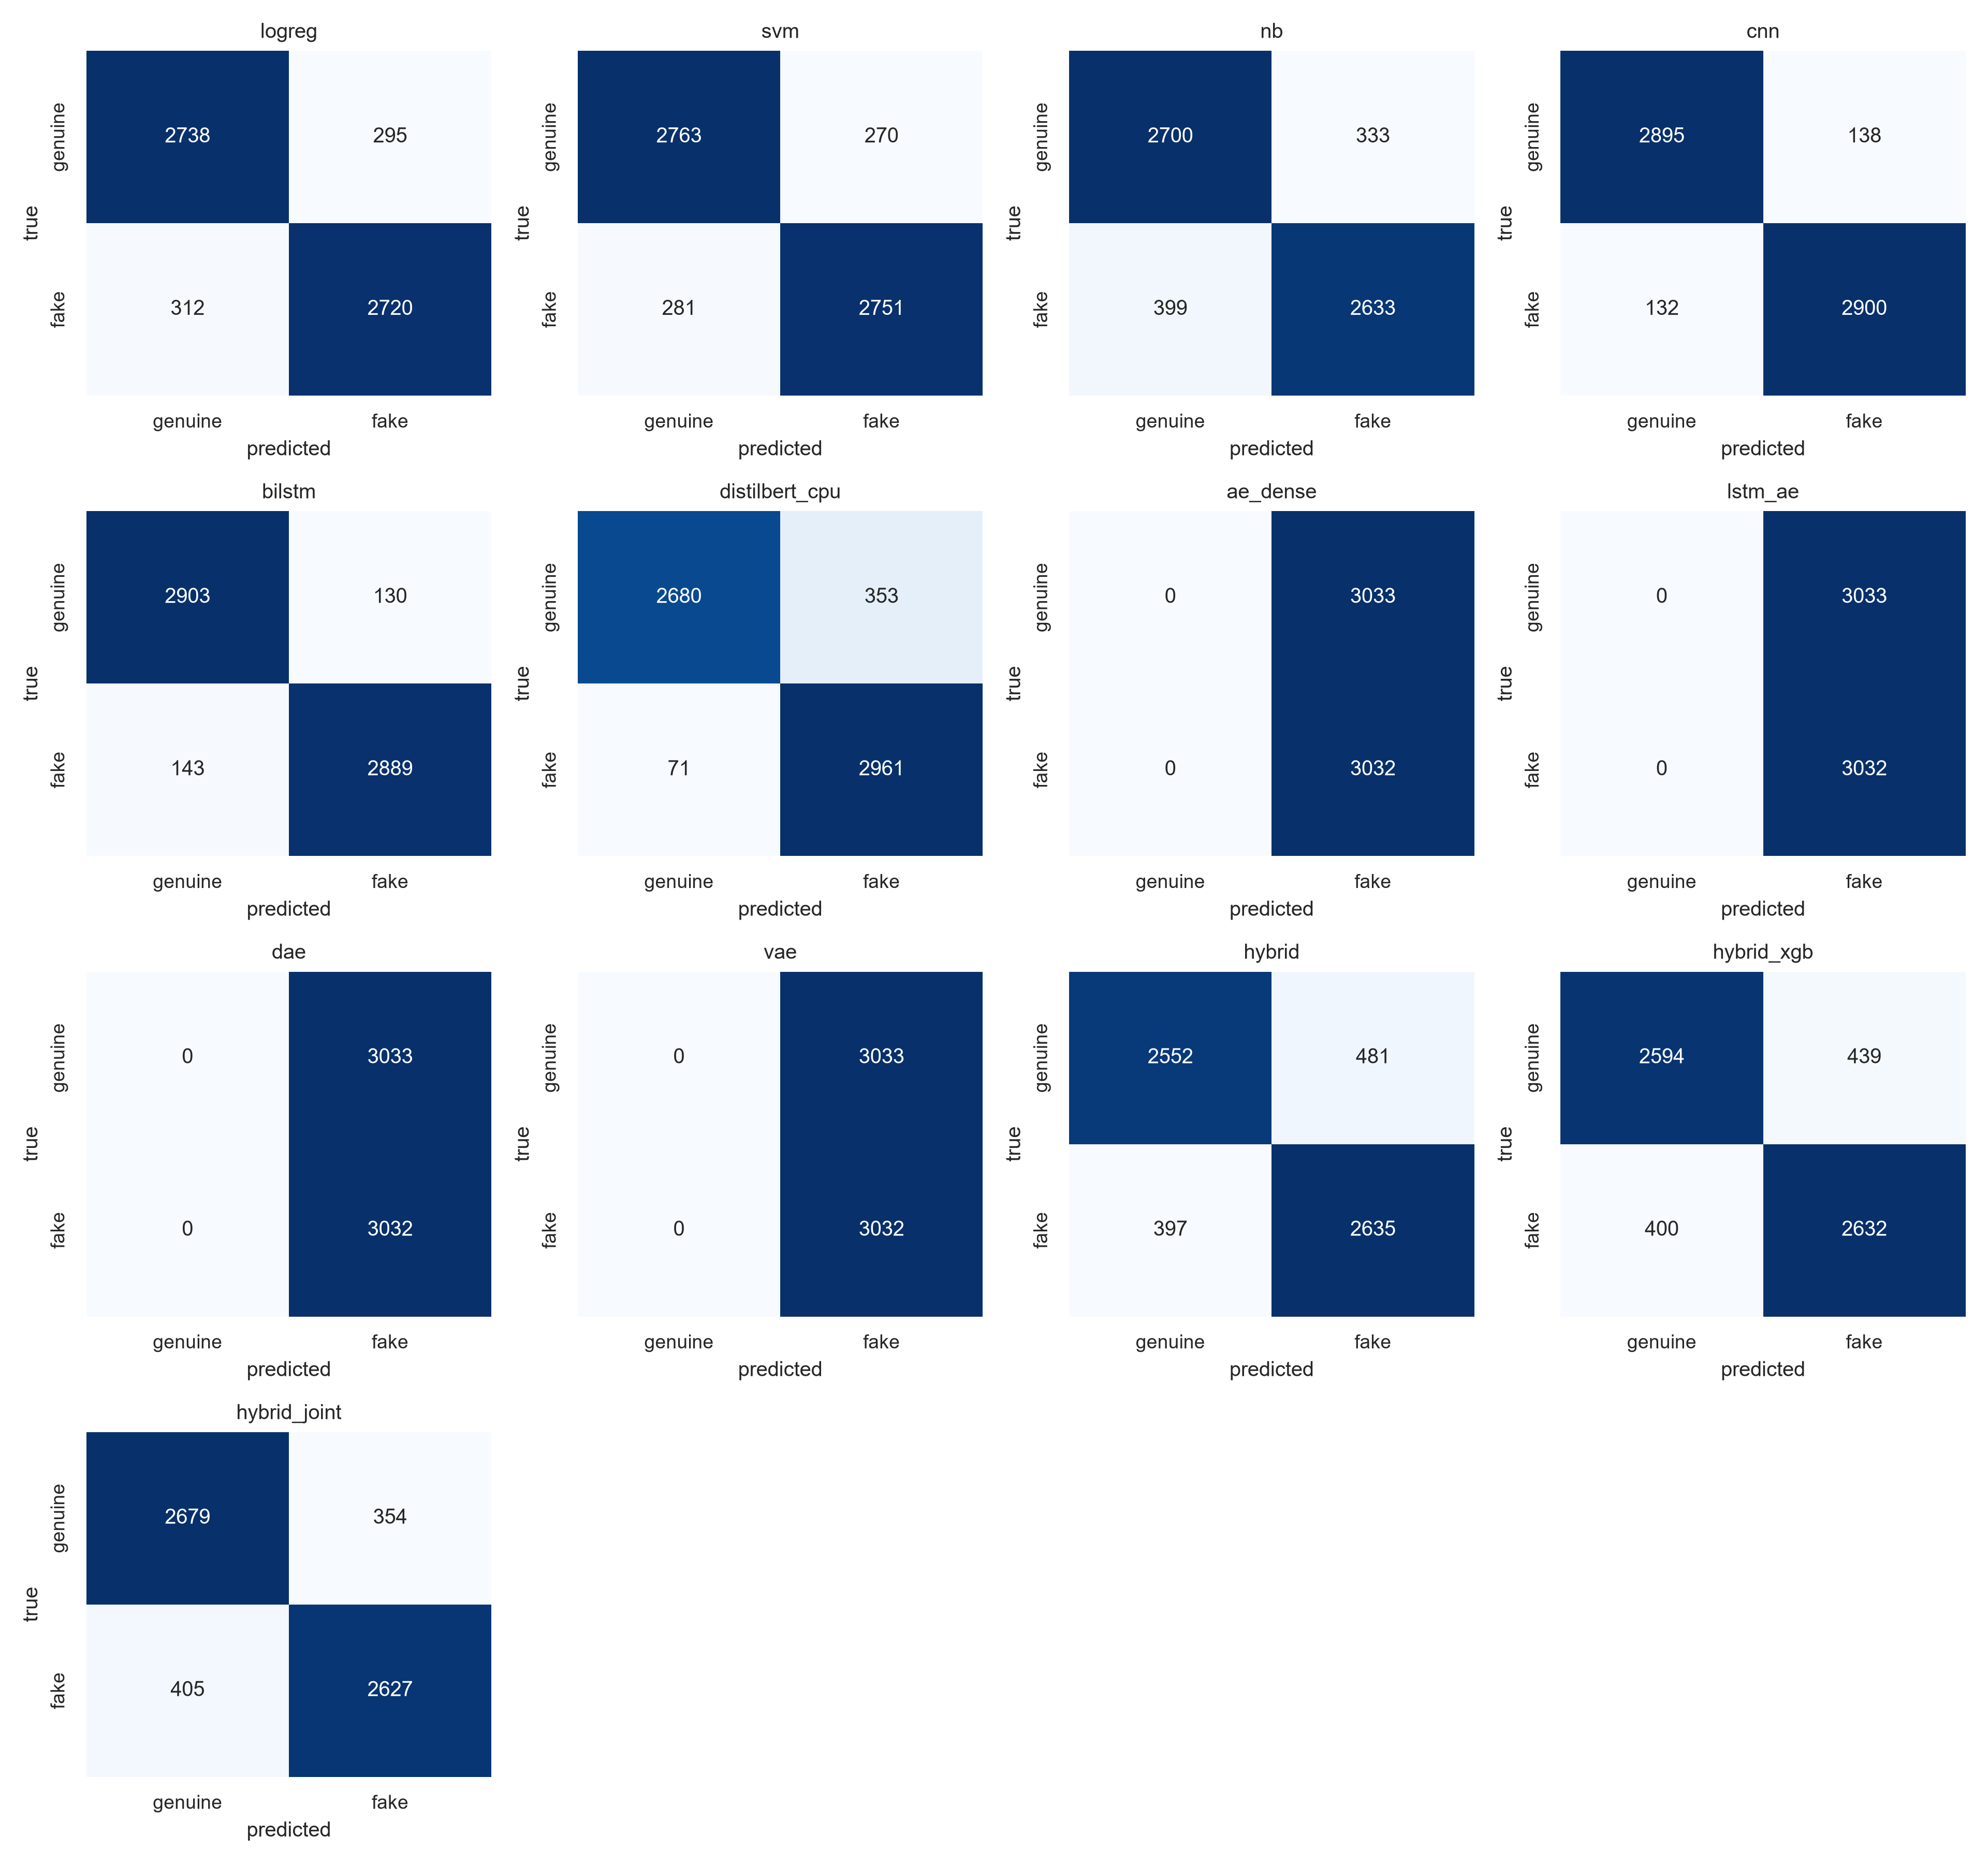 logreg
svm
nb
cnn
genuine 2738 295
genuine 2763 270
genuine 2700 333
genuine 2895 138
true
true
true
true
fake 312 2720
fake 281 2751
fake 399 2633
fake 132 2900
genuine fake
genuine fake
genuine fake
genuine fake
predicted
predicted
predicted
predicted
bilstm
distilbert_cpu
ae_dense
lstm_ae
genuine 2903 130
genuine 2680 353
genuine 0 3033
genuine 0 3033
true
true
true
true
fake 143 2889
fake 71 2961
fake 0 3032
fake 0 3032
genuine fake
genuine fake
genuine fake
genuine fake
predicted
predicted
predicted
predicted
dae
vae
hybrid
hybrid_xgb
genuine 0 3033
genuine 0 3033
genuine 2552 481
genuine 2594 439
true
true
true
true
fake 0 3032
fake 0 3032
fake 397 2635
fake 400 2632
genuine fake
genuine fake
genuine fake
genuine fake
predicted
predicted
predicted
predicted
hybrid_joint
genuine 2679 354
true
fake 405 2627
genuine fake
predicted